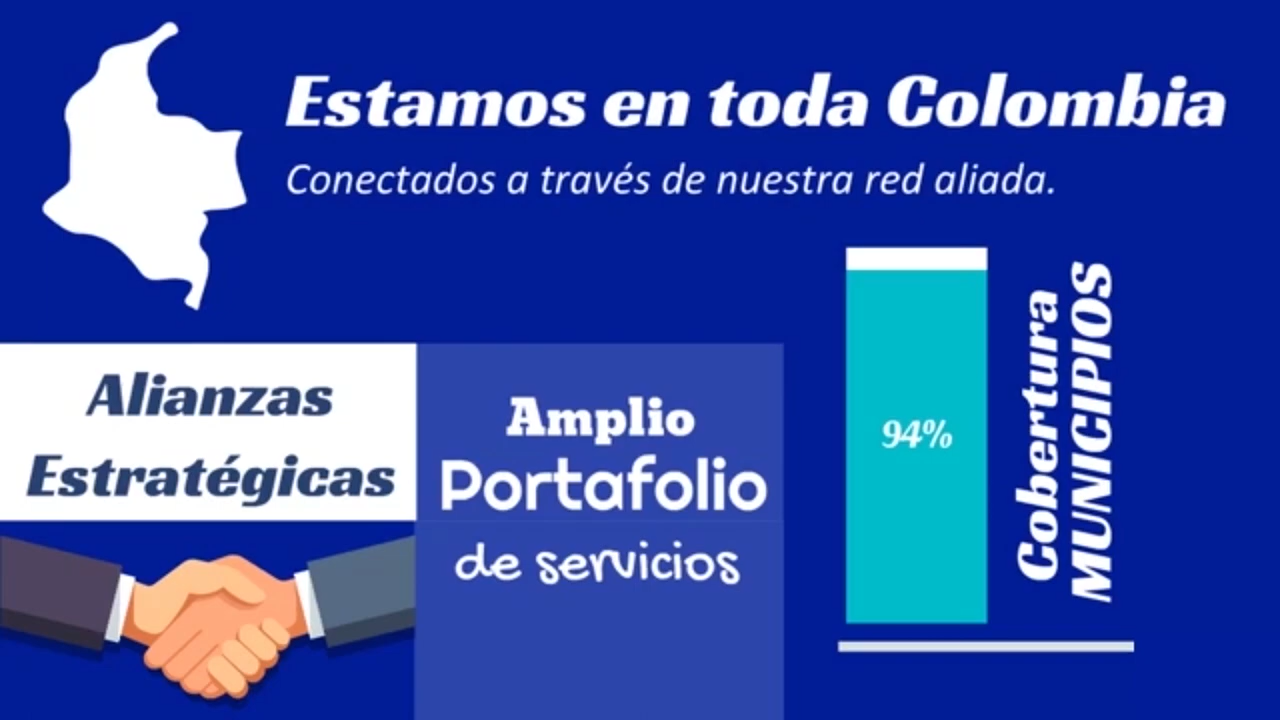 Estamos en toda Colombia
Conectados a través de nuestra red aliada.
Alianzas
Estratégicas
Amplio
Portafolio
de servicios
94%
Cobertura
MUNICIPIOS